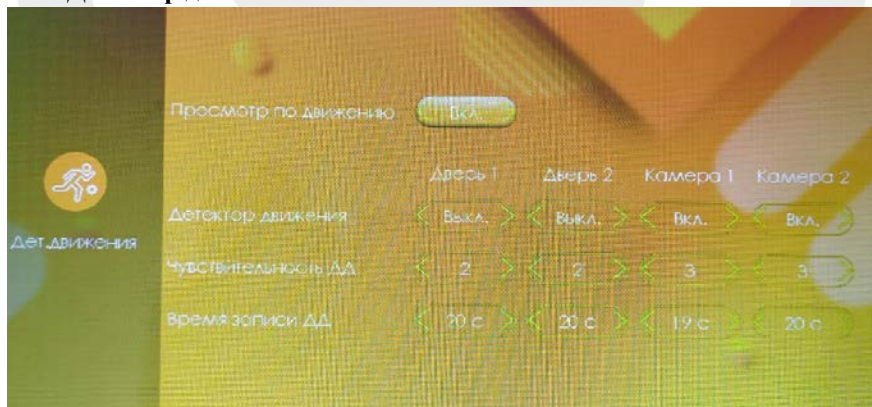 Просмотр по движению Вкл.
Дверь 1 Дверь 2 Камера 1 Камера 2
Детектор движения Выкл. Выкл. Вкл. Вкл.
Дет.движения
Чувствительность ДД 2 2 3 3
Время записи ДД 20 с 20 с 19 с 20 с